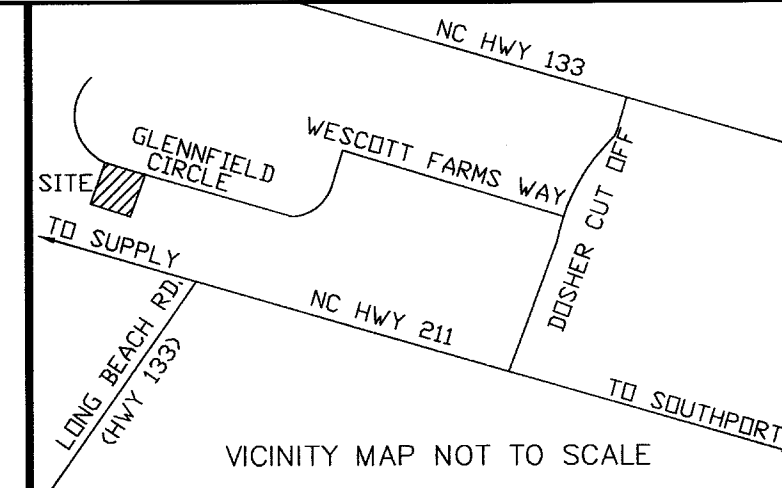 NC HWY 133
GLENNFIELD
CIRCLE
WESCOTT FARMS WAY
DOSHER CUT OFF
SITE
TO SUPPLY
NC HWY 211
LONG BEACH RD.
(HWY 133)
TO SOUTHPORT
VICINITY MAP NOT TO SCALE